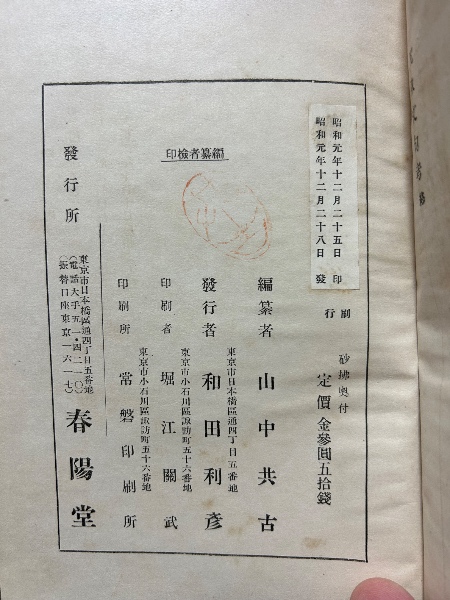 昭和元年十二月二十五日印刷
昭和元年十二月二十八日發行
砂拂奧付
定價金參圓五拾錢
編纂者檢印
編纂者 山中共古
東京市日本橋區通四丁目五番地
發行者 和田利彥
東京市小石川區諏訪町五十六番地
印刷者 堀江關武
東京市小石川區諏訪町五十六番地
印刷所 常磐印刷所
發行所
東京市日本橋區通四丁目五番地
春陽堂